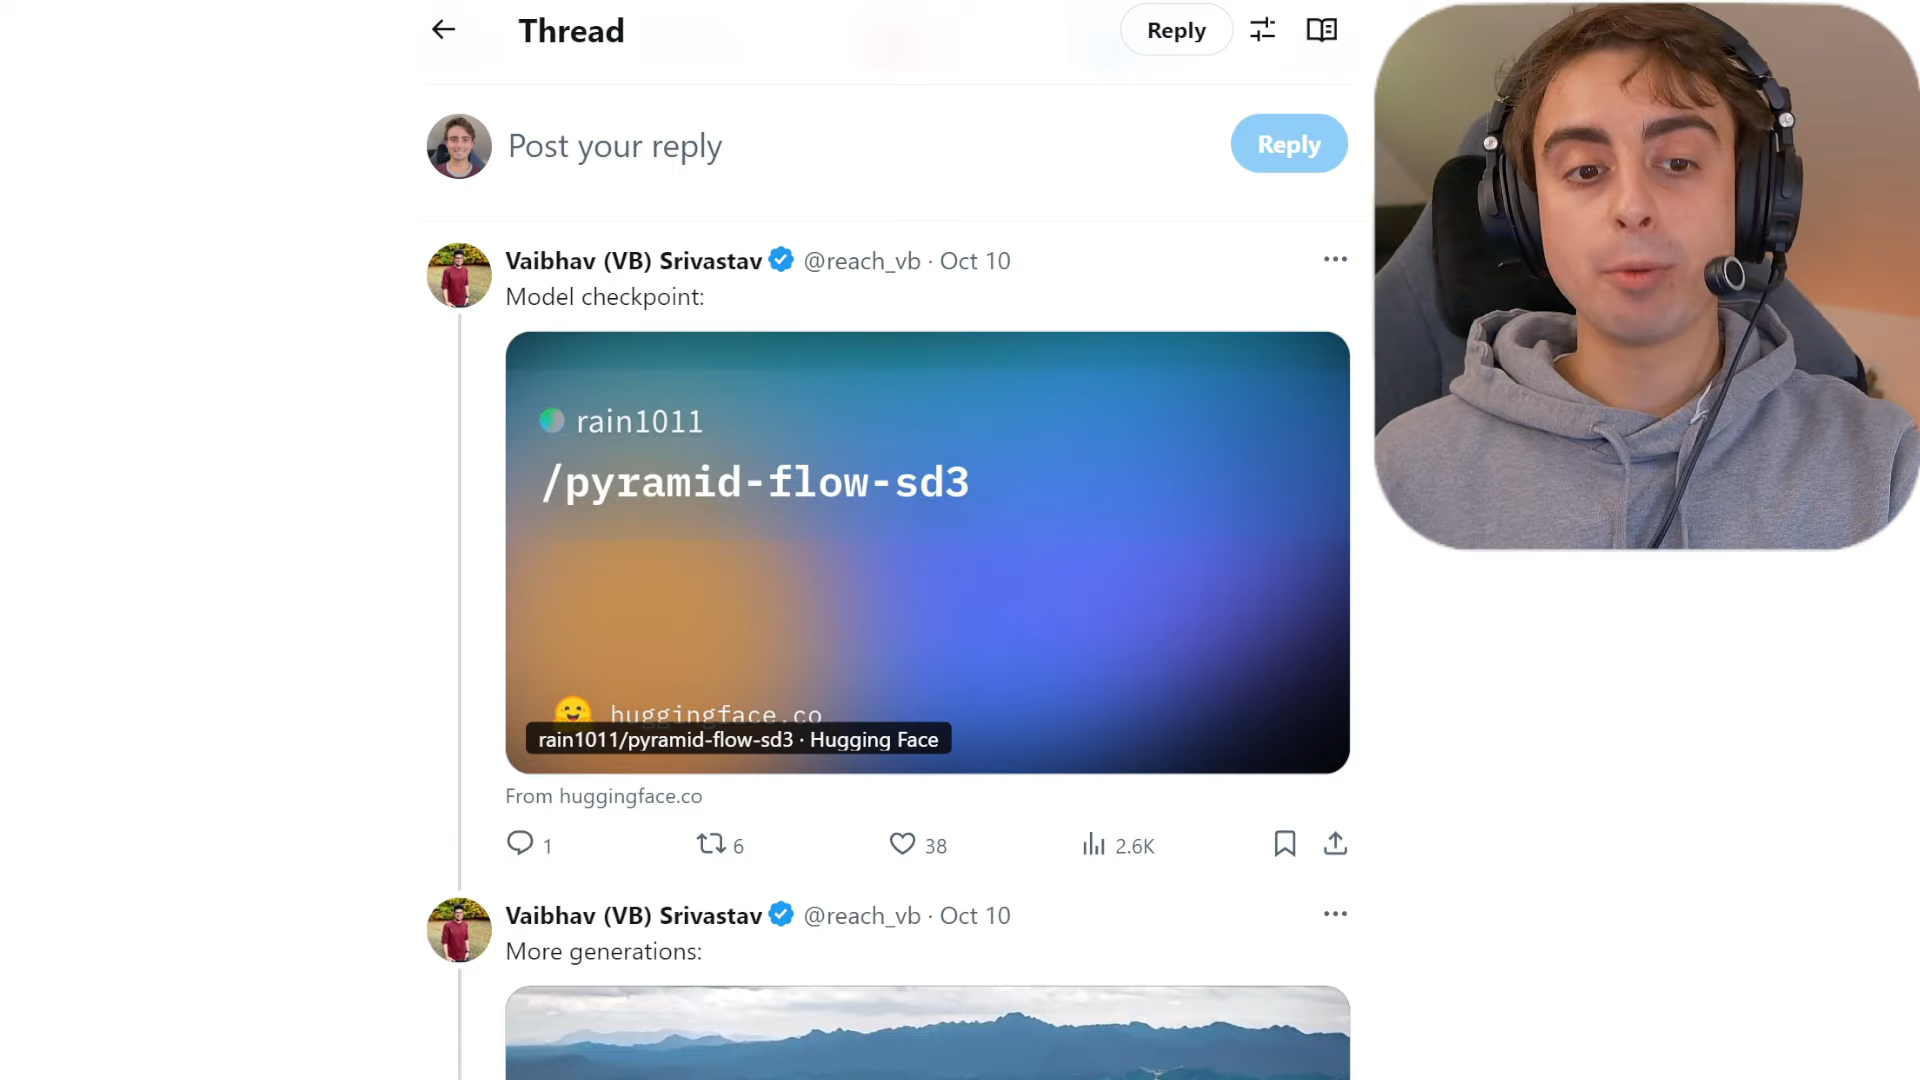 Thread
Reply
Post your reply
Reply
Vaibhav (VB) Srivastav @reach_vb · Oct 10
Model checkpoint:
rain1011
/pyramid-flow-sd3
huggingface.co
rain1011/pyramid-flow-sd3 · Hugging Face
From huggingface.co
1 6 38 2.6K
Vaibhav (VB) Srivastav @reach_vb · Oct 10
More generations: